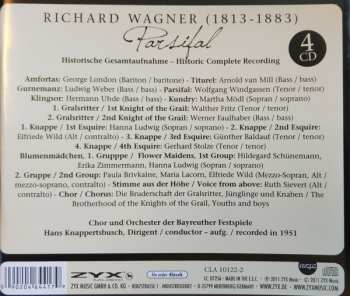 RICHARD WAGNER (1813-1883)
Parsifal
4
CD
Historische Gesamtaufnahme – Historic Complete Recording
Amfortas: George London (Bariton / baritone) · Titurel: Arnold van Mill (Bass / bass)
Gurnemanz: Ludwig Weber (Bass / bass) · Parsifal: Wolfgang Windgassen (Tenor / tenor)
Klingsor: Hermann Uhde (Bass / bass) · Kundry: Martha Mödl (Sopran / soprano)
1. Gralsritter / 1st Knight of the Grail: Walther Fritz (Tenor / tenor)
2. Gralsritter / 2nd Knight of the Grail: Werner Faulhaber (Bass / bass)
1. Knappe / 1st Esquire: Hanna Ludwig (Sopran / soprano) · 2. Knappe / 2nd Esquire:
Elfriede Wild (Alt / contralto) · 3. Knappe / 3rd Esquire: Günther Baldauf (Tenor / tenor)
4. Knappe / 4th Esquire: Gerhard Stolze (Tenor / tenor)
Blumenmädchen, 1. Gruppe / Flower Maidens, 1st Group: Hildegard Schünemann,
Erika Zimmermann, Hanna Ludwig (Sopran / soprano)
2. Gruppe / 2nd Group: Paula Brivkalne, Maria Lacorn, Elfriede Wild (Mezzo-Sopran, Alt
/ mezzo-soprano, contralto) · Stimme aus der Höhe / Voice from above: Ruth Siewert (Alt
/ contralto) · Chor / Chorus: Die Bruderschaft der Gralsritter, Jünglinge und Knaben / The
Brotherhood of the Knights of the Grails, Youths and boys
Chor und Orchester der Bayreuther Festspiele
Hans Knappertsbusch, Dirigent / conductor – aufg. / recorded in 1951
CLA 10122-2
ZYX
MUSIC
ZYX MUSIC GMBH & CO. KG
WWW.ZYXMUSIC.COM